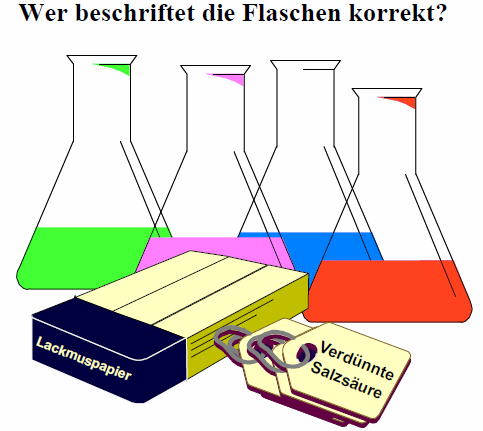 Wer beschriftet die Flaschen korrekt?
Lackmuspapier
Verdünnte
Salzsäure